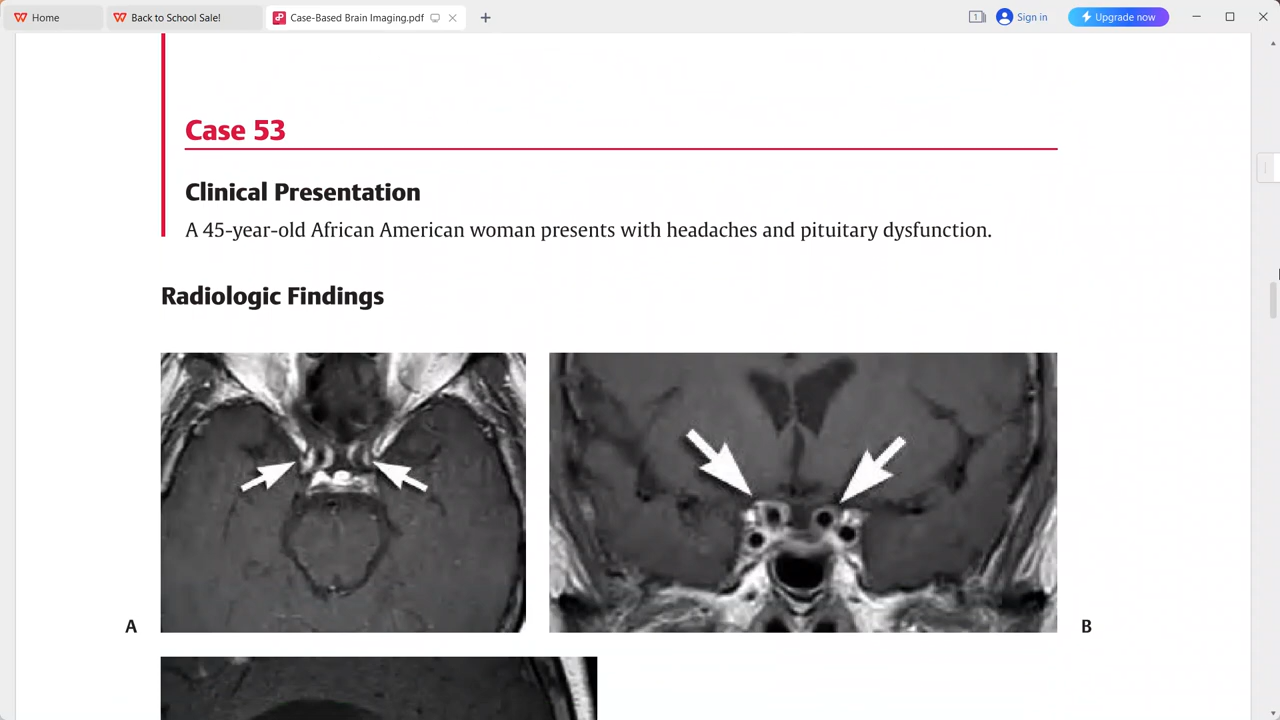 Home
Back to School Sale!
Case-Based Brain Imaging.pdf
1
Sign in
Upgrade now
Case 53
Clinical Presentation
A 45-year-old African American woman presents with headaches and pituitary dysfunction.
Radiologic Findings
A
B